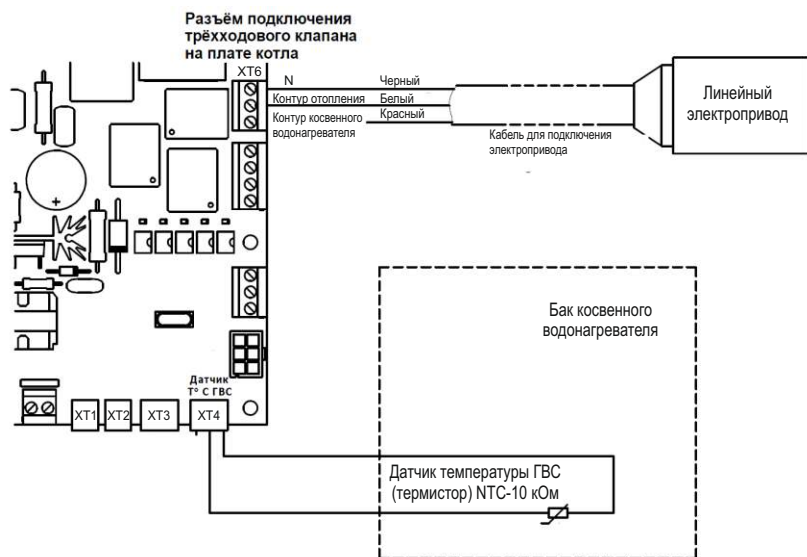 Разъём подключения
трёхходового клапана
на плате котла
XT6
N
Черный
Контур отопления
Белый
Контур косвенного
водонагревателя
Красный
Кабель для подключения
электропривода
Линейный
электропривод
+
Бак косвенного
водонагревателя
Датчик
T° C ГВС
XT1
XT2
XT3
XT4
Датчик температуры ГВС
(термистор) NTC-10 кОм